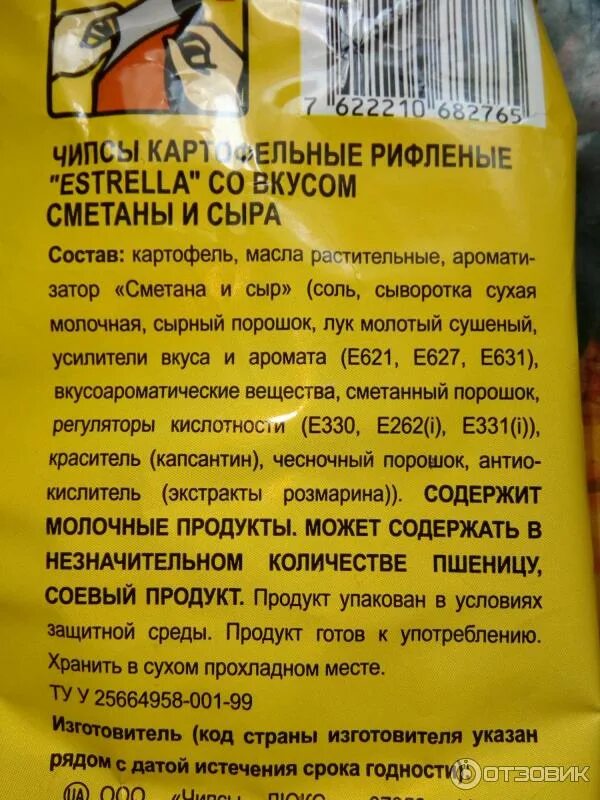 7 622210 682765
ЧИПСЫ КАРТОФЕЛЬНЫЕ РИФЛЕНЫЕ
"ESTRELLA" СО ВКУСОМ
СМЕТАНЫ И СЫРА
Состав: картофель, масла растительные, аромати-
затор «Сметана и сыр» (соль, сыворотка сухая
молочная, сырный порошок, лук молотый сушеный,
усилители вкуса и аромата (Е621, Е627, Е631),
вкусоароматические вещества, сметанный порошок,
регуляторы кислотности (Е330, Е262(i), Е331(i)),
краситель (капсантин), чесночный порошок, антио-
кислитель (экстракты розмарина)). СОДЕРЖИТ
МОЛОЧНЫЕ ПРОДУКТЫ. МОЖЕТ СОДЕРЖАТЬ В
НЕЗНАЧИТЕЛЬНОМ КОЛИЧЕСТВЕ ПШЕНИЦУ,
СОЕВЫЙ ПРОДУКТ. Продукт упакован в условиях
защитной среды. Продукт готов к употреблению.
Хранить в сухом прохладном месте.
ТУ У 25664958-001-99
Изготовитель (код страны изготовителя указан
рядом с датой истечения срока годности):
UA ООО "Чипсы ЛЮКС"
ОТЗОВИК